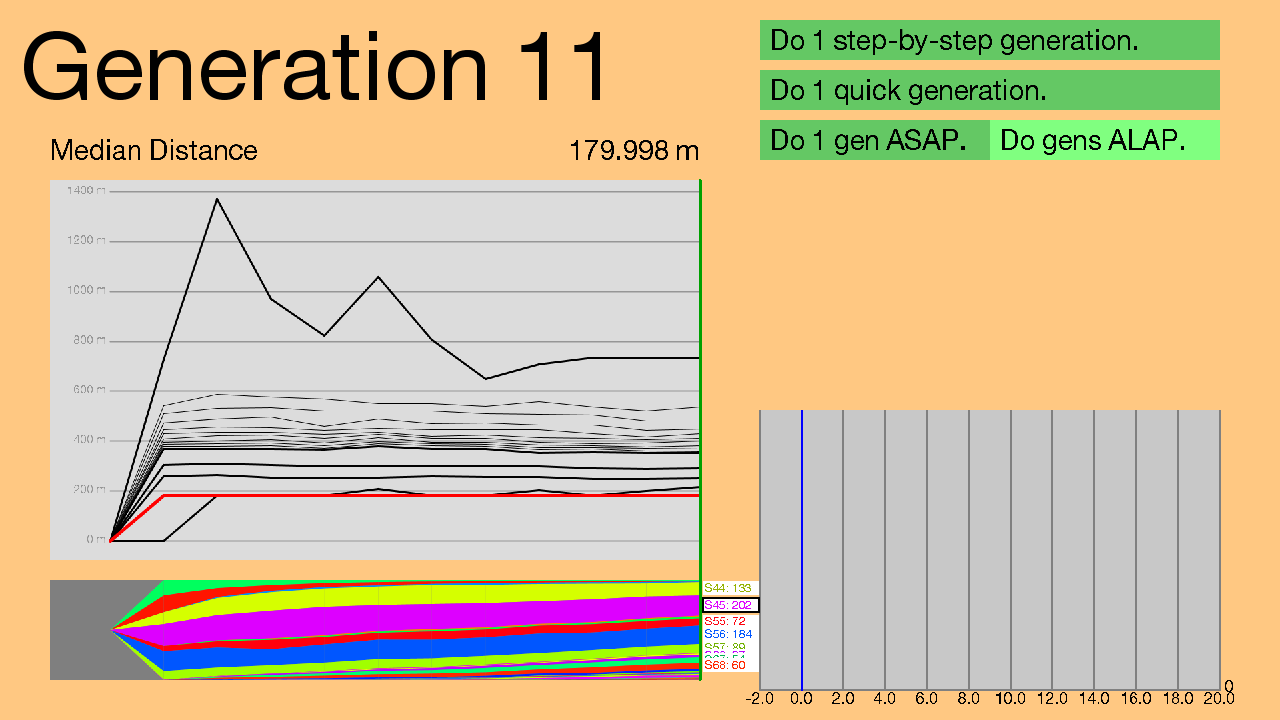 Generation 11
Do 1 step-by-step generation.
Do 1 quick generation.
Do 1 gen ASAP. Do gens ALAP.
Median Distance 179.998 m
1400 m
1200 m
1000 m
800 m
600 m
400 m
200 m
0 m
S44: 133
S45: 202
S55: 72
S56: 184
S57: 89
S68: 60
0
-2.0 0.0 2.0 4.0 6.0 8.0 10.0 12.0 14.0 16.0 18.0 20.0